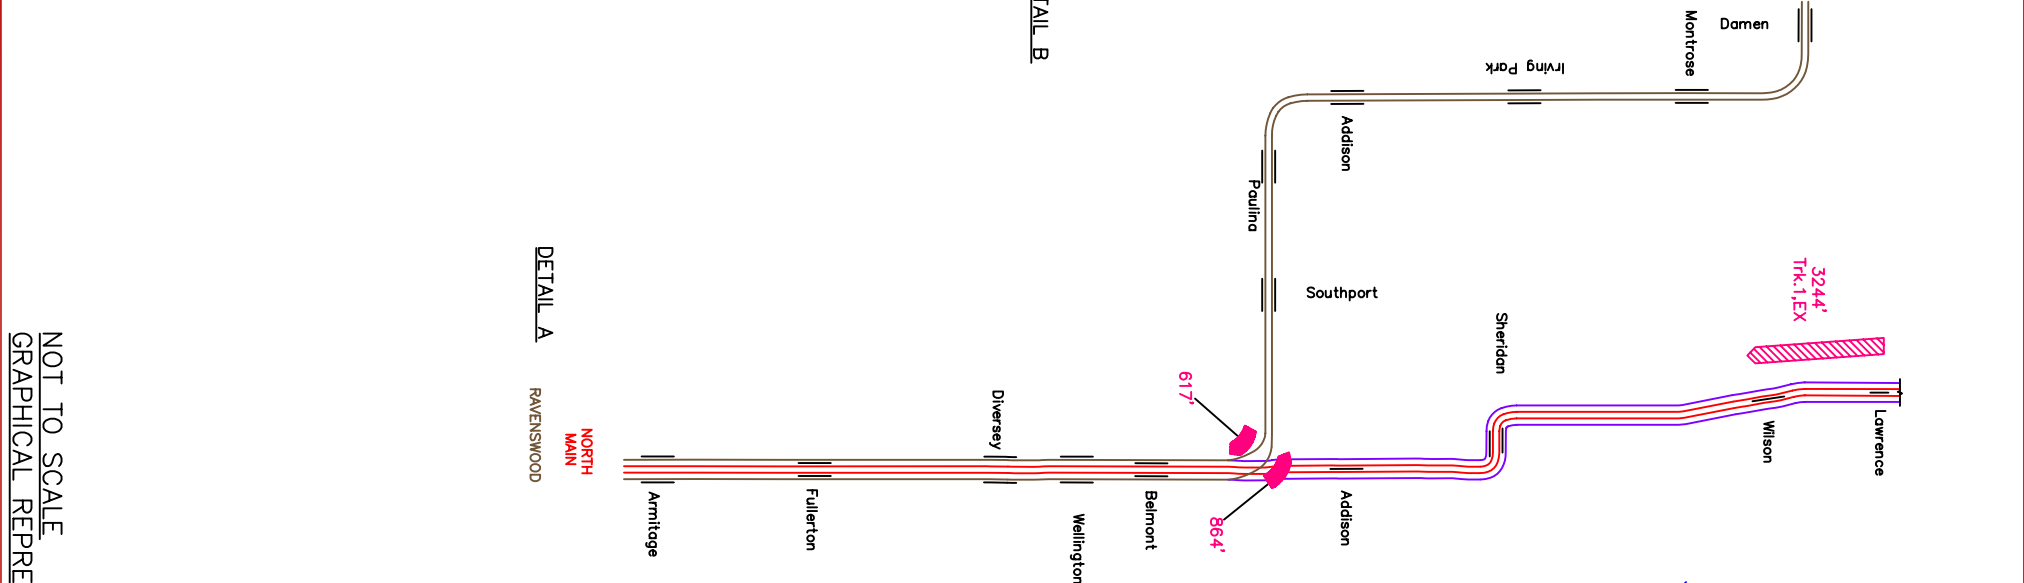 TAIL B
Damen
Montrose
Irving Park
Addison
Paulina
Southport
Sheridan
3244'
Trk.1,EX
DETAIL A
NOT TO SCALE
GRAPHICAL REPRE
RAVENSWOOD
NORTH
MAIN
Diversey
617'
Wilson
Lawrence
Armitage
Fullerton
Wellington
Belmont
864'
Addison